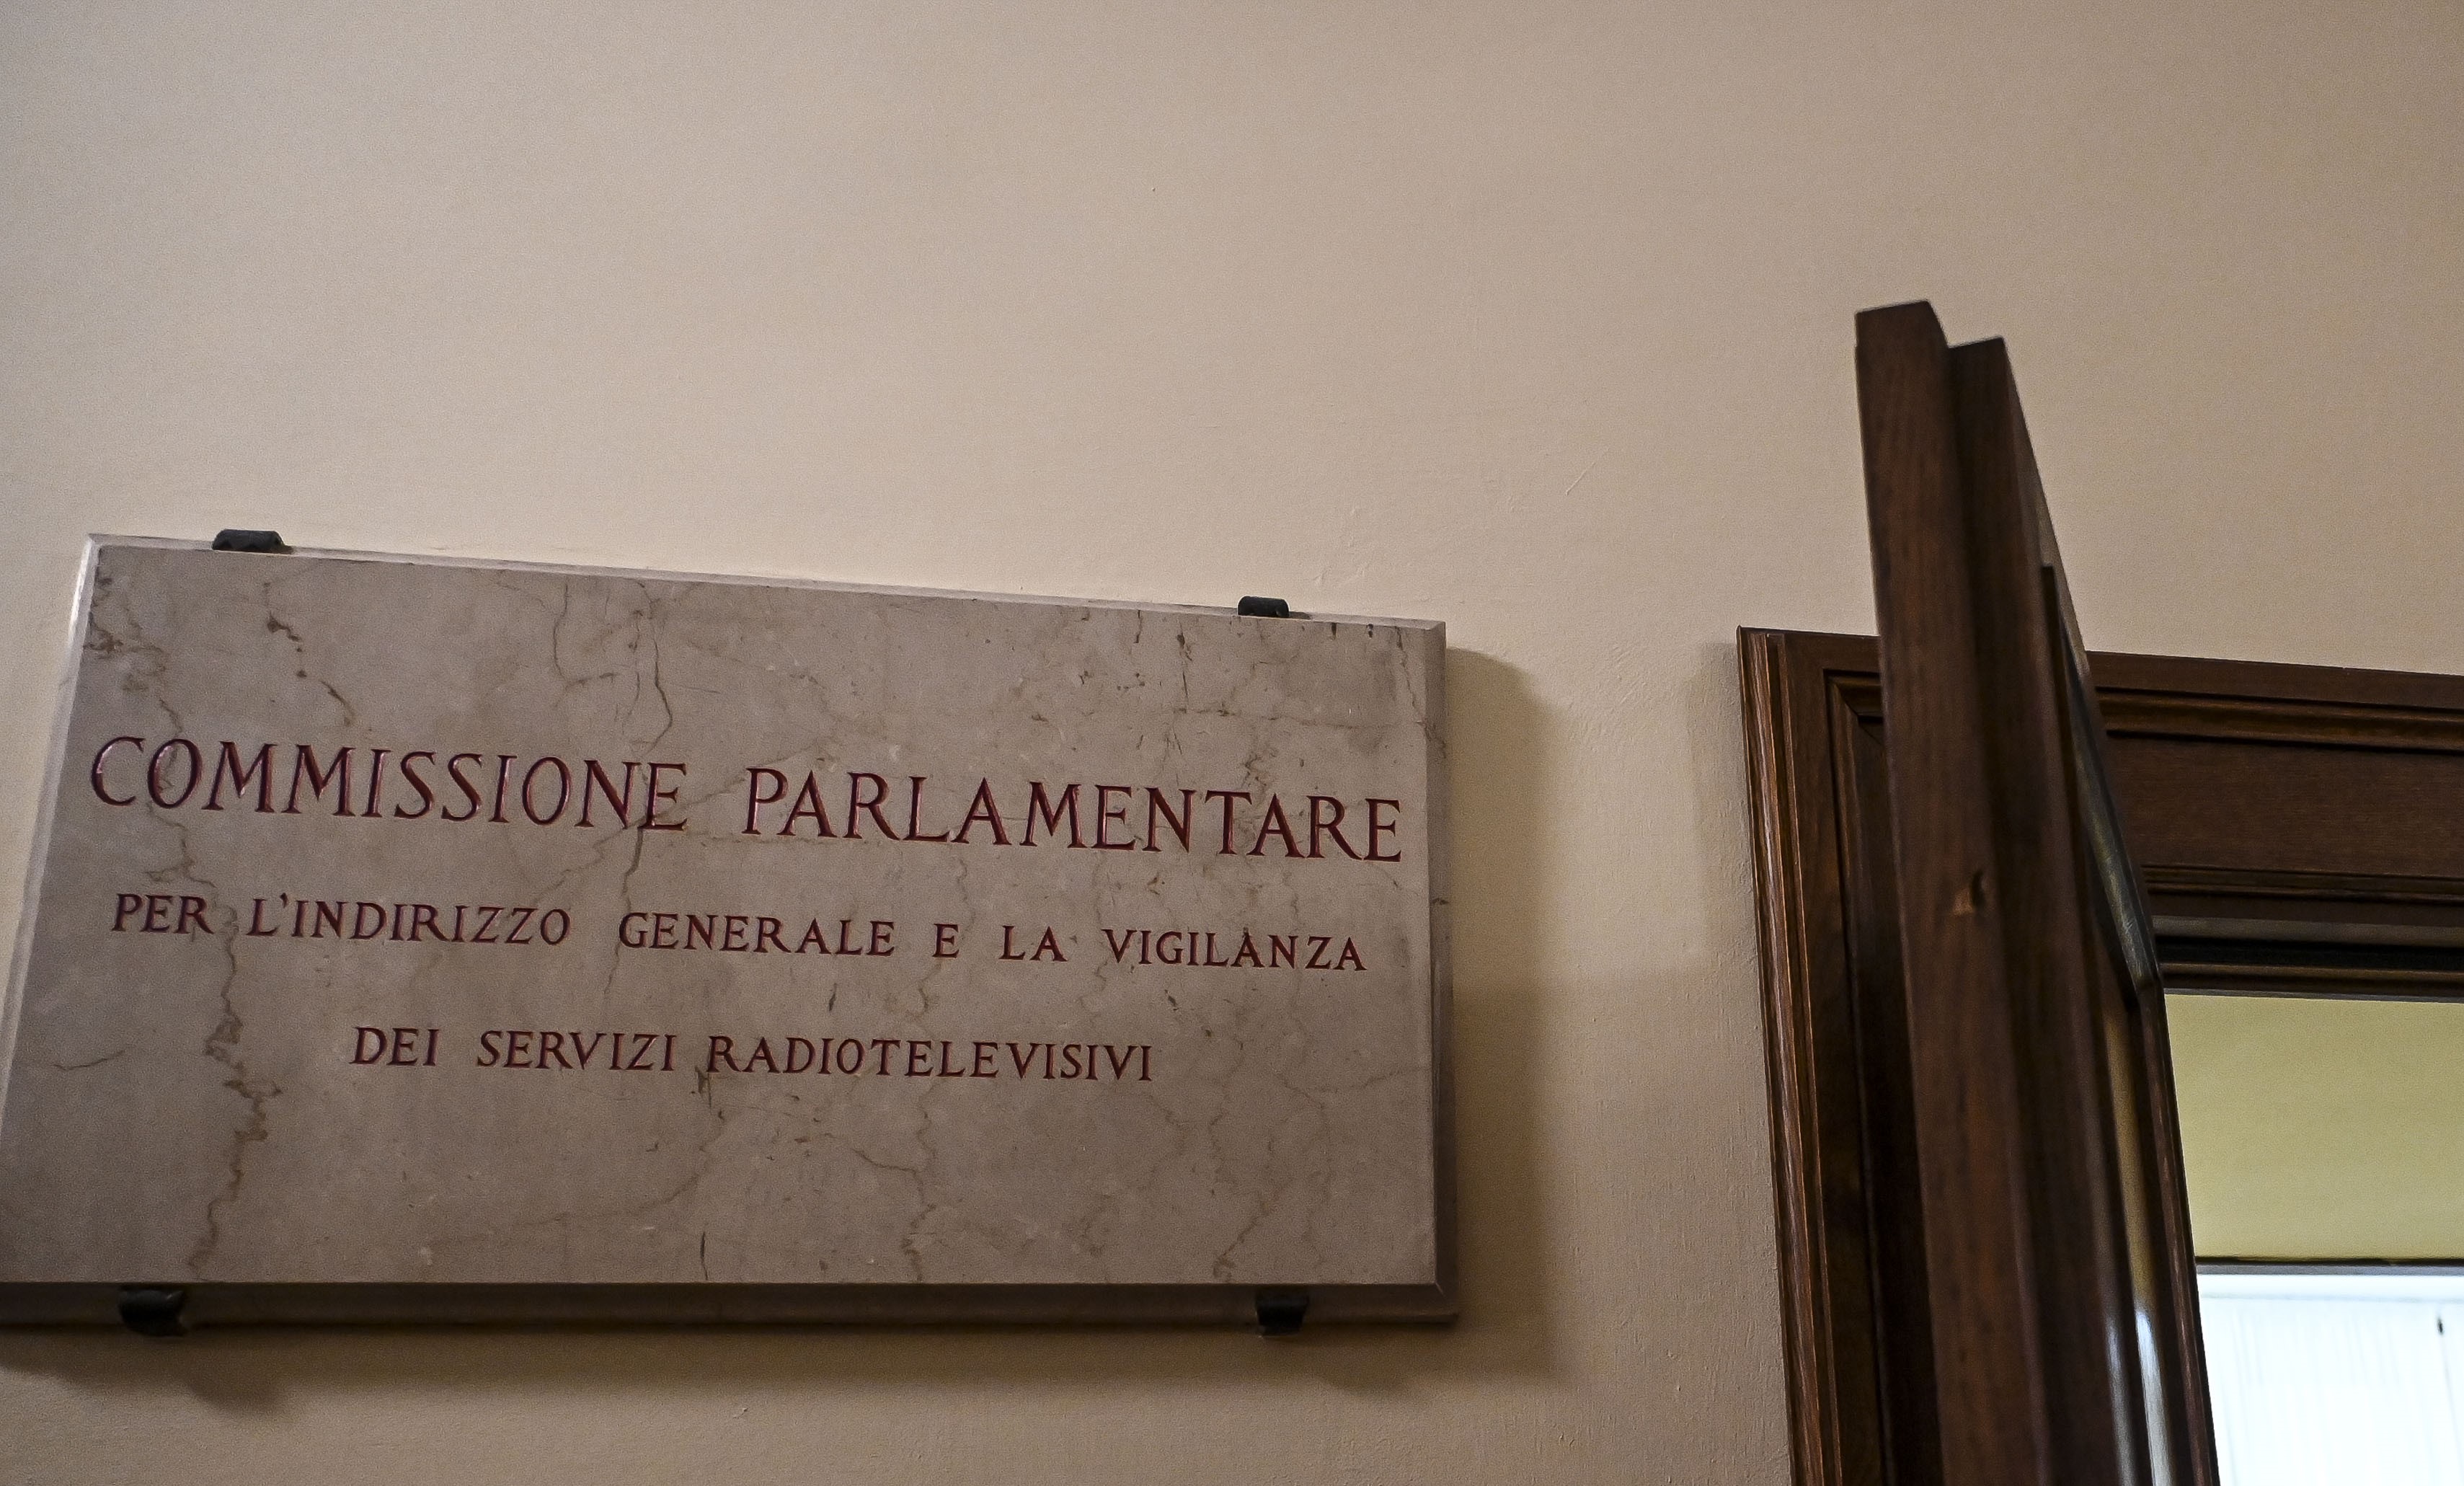 COMMISSIONE PARLAMENTARE
PER L'INDIRIZZO GENERALE E LA VIGILANZA
DEI SERVIZI RADIOTELEVISIVI